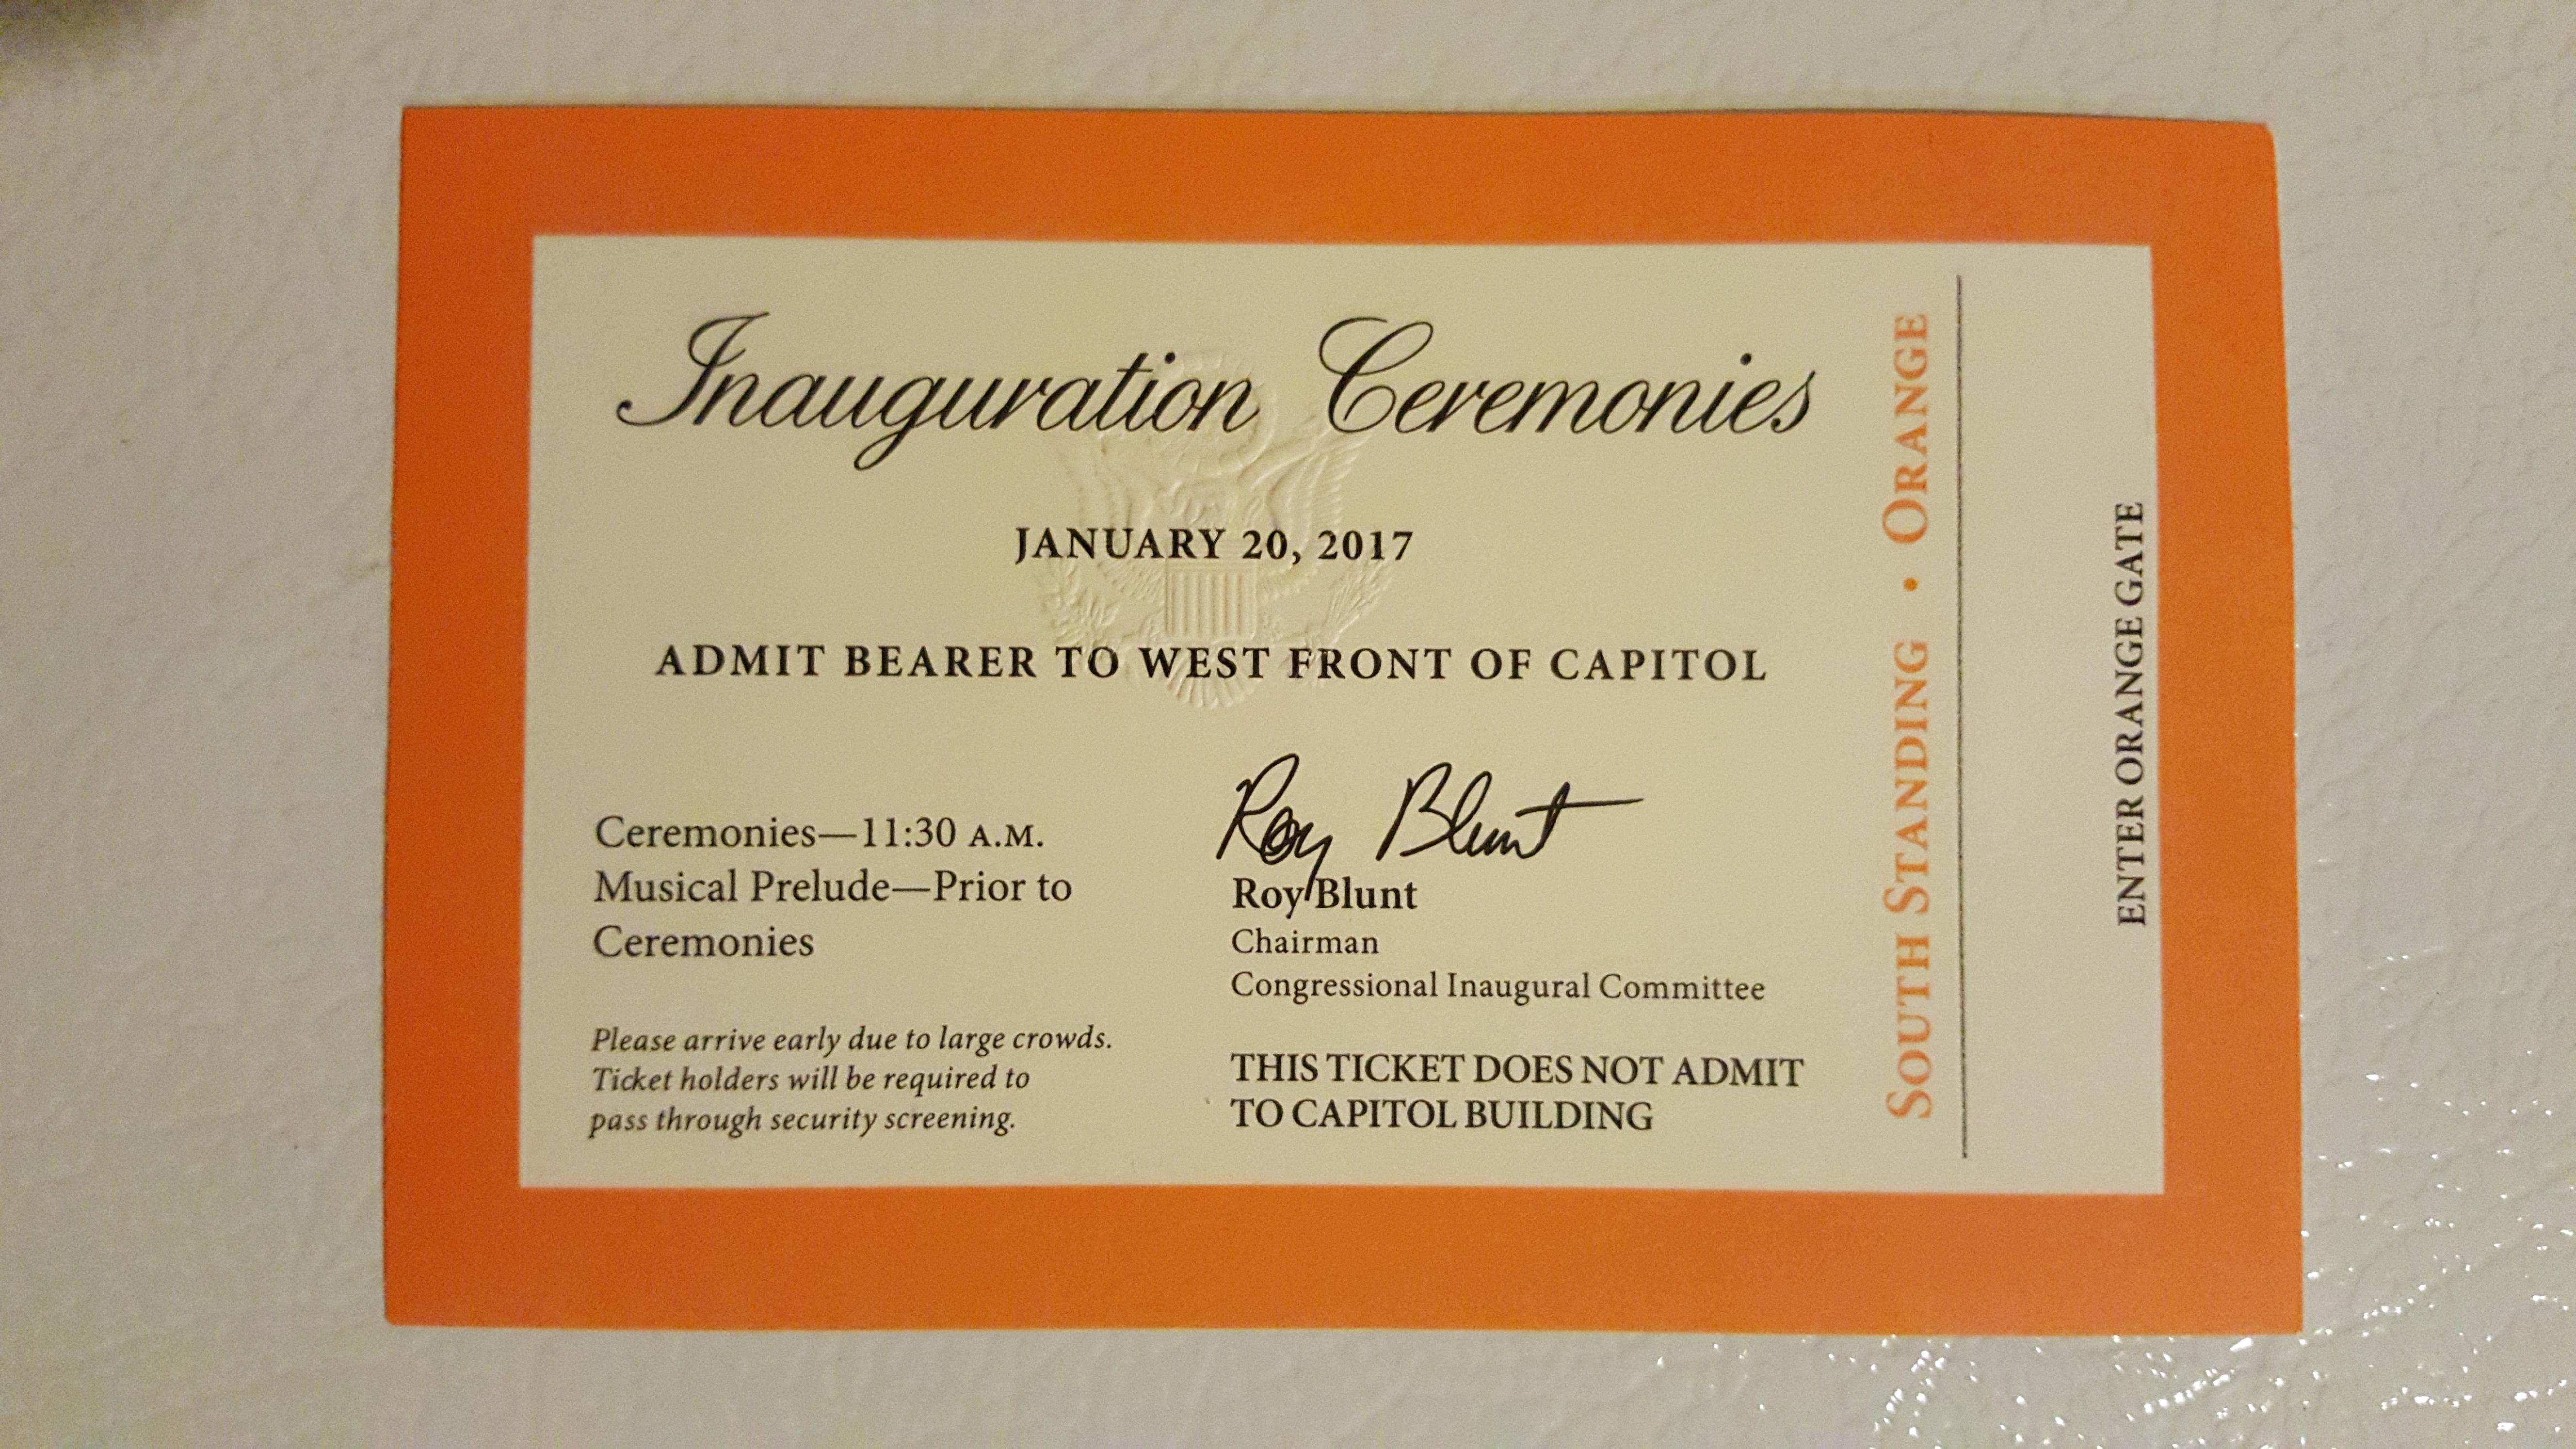 Inauguration Ceremonies
JANUARY 20, 2017
ADMIT BEARER TO WEST FRONT OF CAPITOL
Ceremonies—11:30 A.M.
Musical Prelude—Prior to
Ceremonies
Please arrive early due to large crowds.
Ticket holders will be required to
pass through security screening.
Roy Blunt
Roy Blunt
Chairman
Congressional Inaugural Committee
THIS TICKET DOES NOT ADMIT
TO CAPITOL BUILDING
SOUTH STANDING • ORANGE
ENTER ORANGE GATE